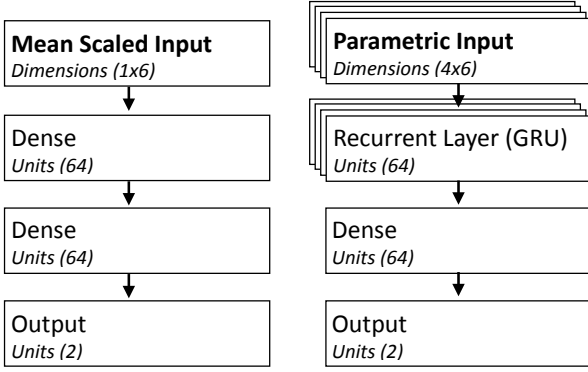 Mean Scaled Input
Dimensions (1x6)
Dense
Units (64)
Dense
Units (64)
Output
Units (2)
Parametric Input
Dimensions (4x6)
Recurrent Layer (GRU)
Units (64)
Dense
Units (64)
Output
Units (2)